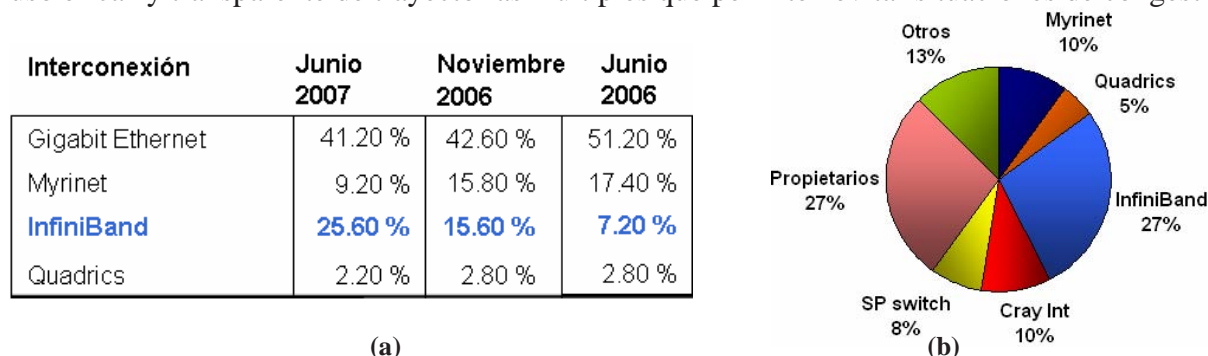 Interconexión Junio 2007 Noviembre 2006 Junio 2006
Gigabit Ethernet 41.20 % 42.60 % 51.20 %
Myrinet 9.20 % 15.80 % 17.40 %
InfiniBand 25.60 % 15.60 % 7.20 %
Quadrics 2.20 % 2.80 % 2.80 %
(a)
Otros
13%
Myrinet
10%
Quadrics
5%
Propietarios
27%
InfiniBand
27%
SP switch
8%
Cray Int
10%
(b)